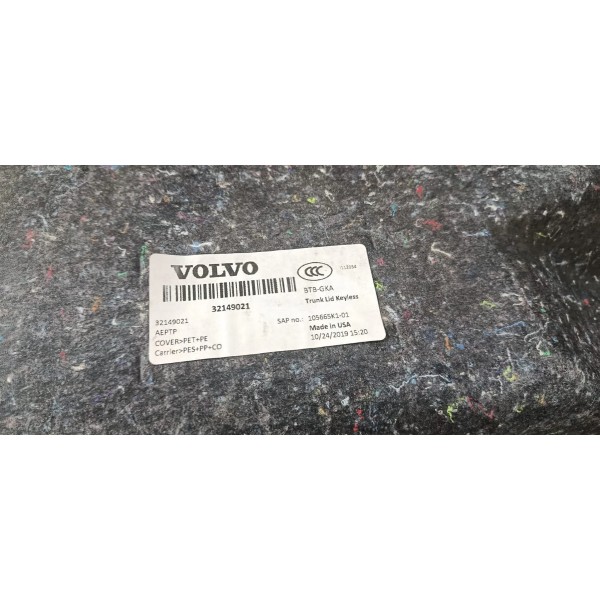 VOLVO
CCC
32149021
BTB-GKA
Trunk Lid Keyless
32149021
AEPTP
COVER>PET+PE
Carrier>PES+PP+CO
SAP no.: 105665K1-01
Made in USA
10/24/2019 15:20